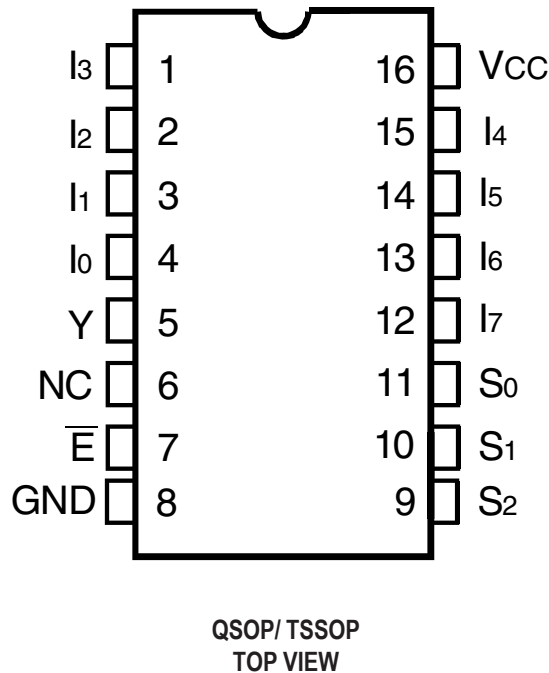 I3 1 16 VCC
I2 2 15 I4
I1 3 14 I5
I0 4 13 I6
Y 5 12 I7
NC 6 11 S0
E̅ 7 10 S1
GND 8 9 S2
QSOP/ TSSOP
TOP VIEW